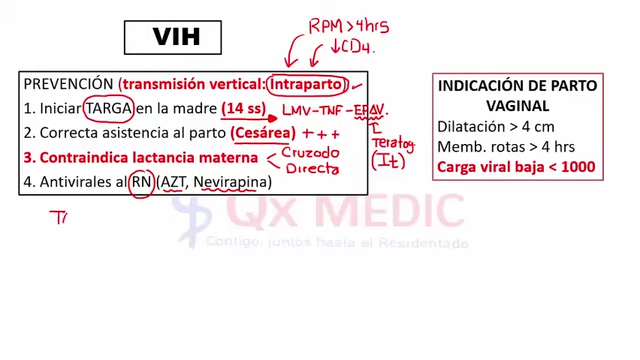 VIH
RPM > 4hrs
↓CD4.
PREVENCIÓN (transmisión vertical: Intraparto) ✓
1. Iniciar TARGA en la madre (14 ss) → LMV-TNF-EFAV.
2. Correcta asistencia al parto (Cesárea) +++
Teratog
(It)
3. Contraindica lactancia materna < Cruzada
Directa
4. Antivirales al RN (AZT, Nevirapina)
INDICACIÓN DE PARTO
VAGINAL
Dilatación > 4 cm
Memb. rotas > 4 hrs
Carga viral baja < 1000
Qx MEDIC
Contigo, juntos hasta el Residentado